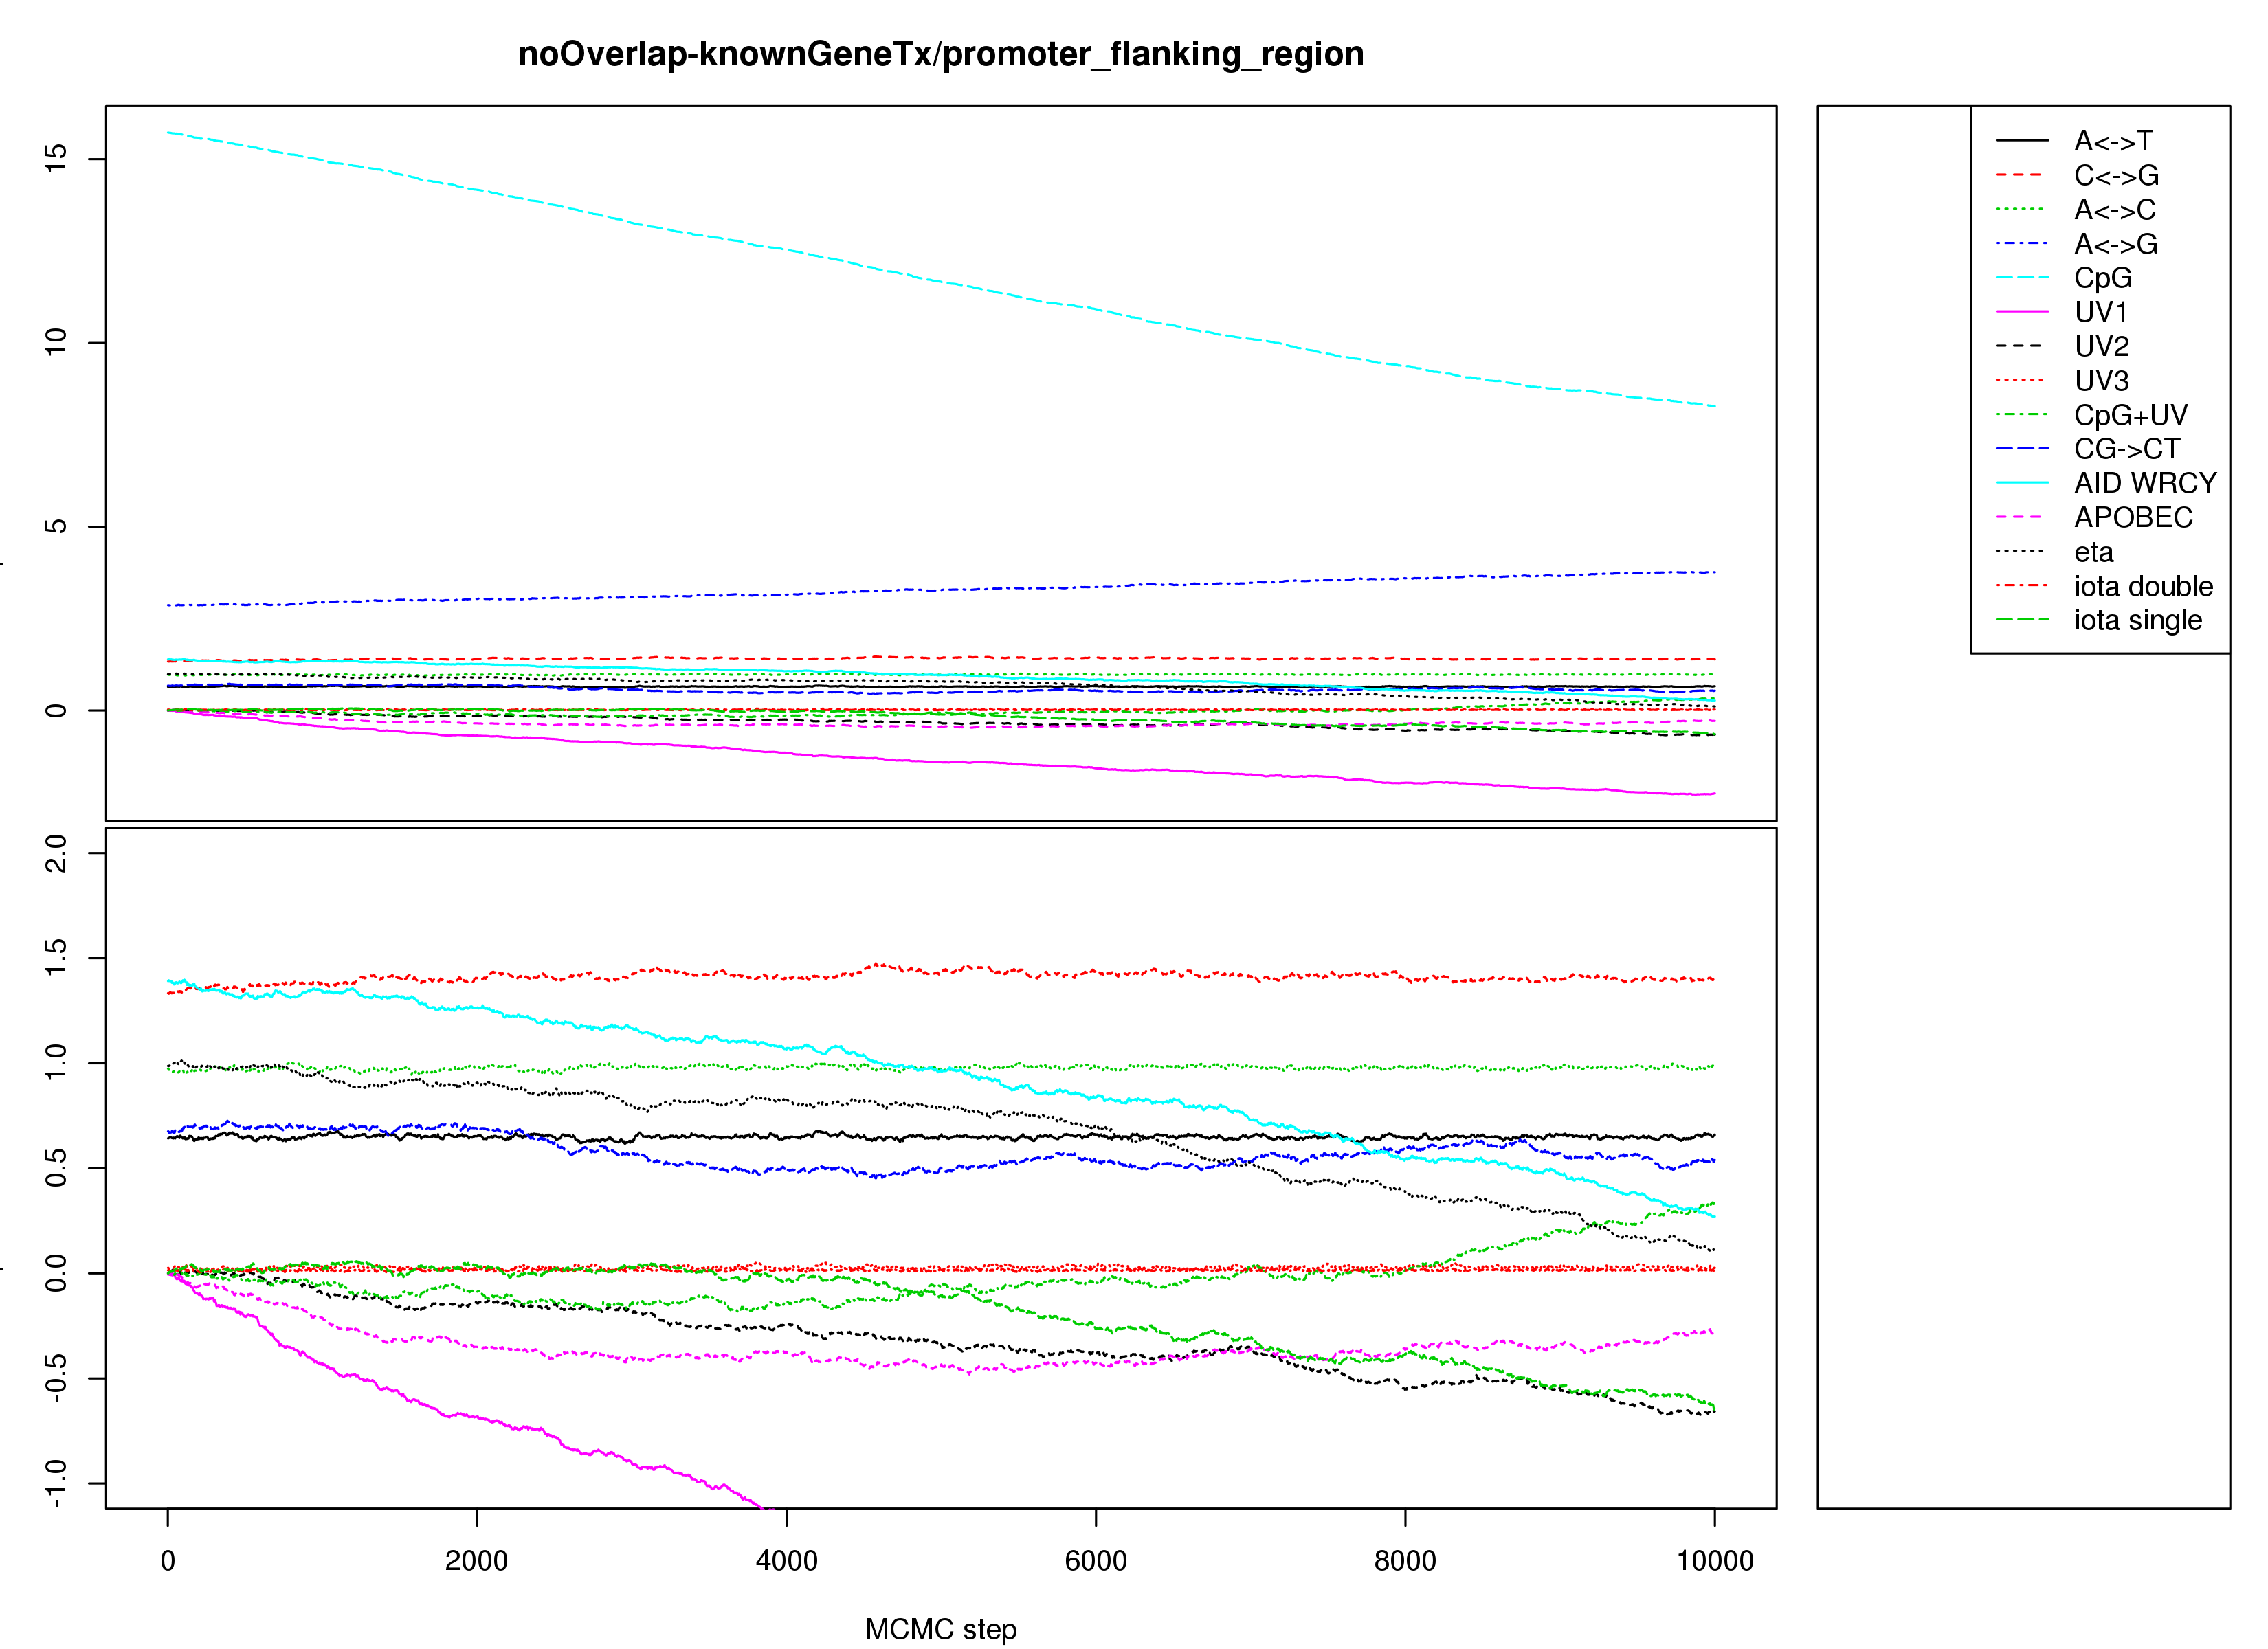 noOverlap-knownGeneTx/promoter_flanking_region
15
10
5
0
A<->T
C<->G
A<->C
A<->G
CpG
UV1
UV2
UV3
CpG+UV
CG->CT
AID WRCY
APOBEC
eta
iota double
iota single
2.0
1.5
1.0
0.5
0.0
-0.5
-1.0
0 2000 4000 6000 8000 10000
MCMC step